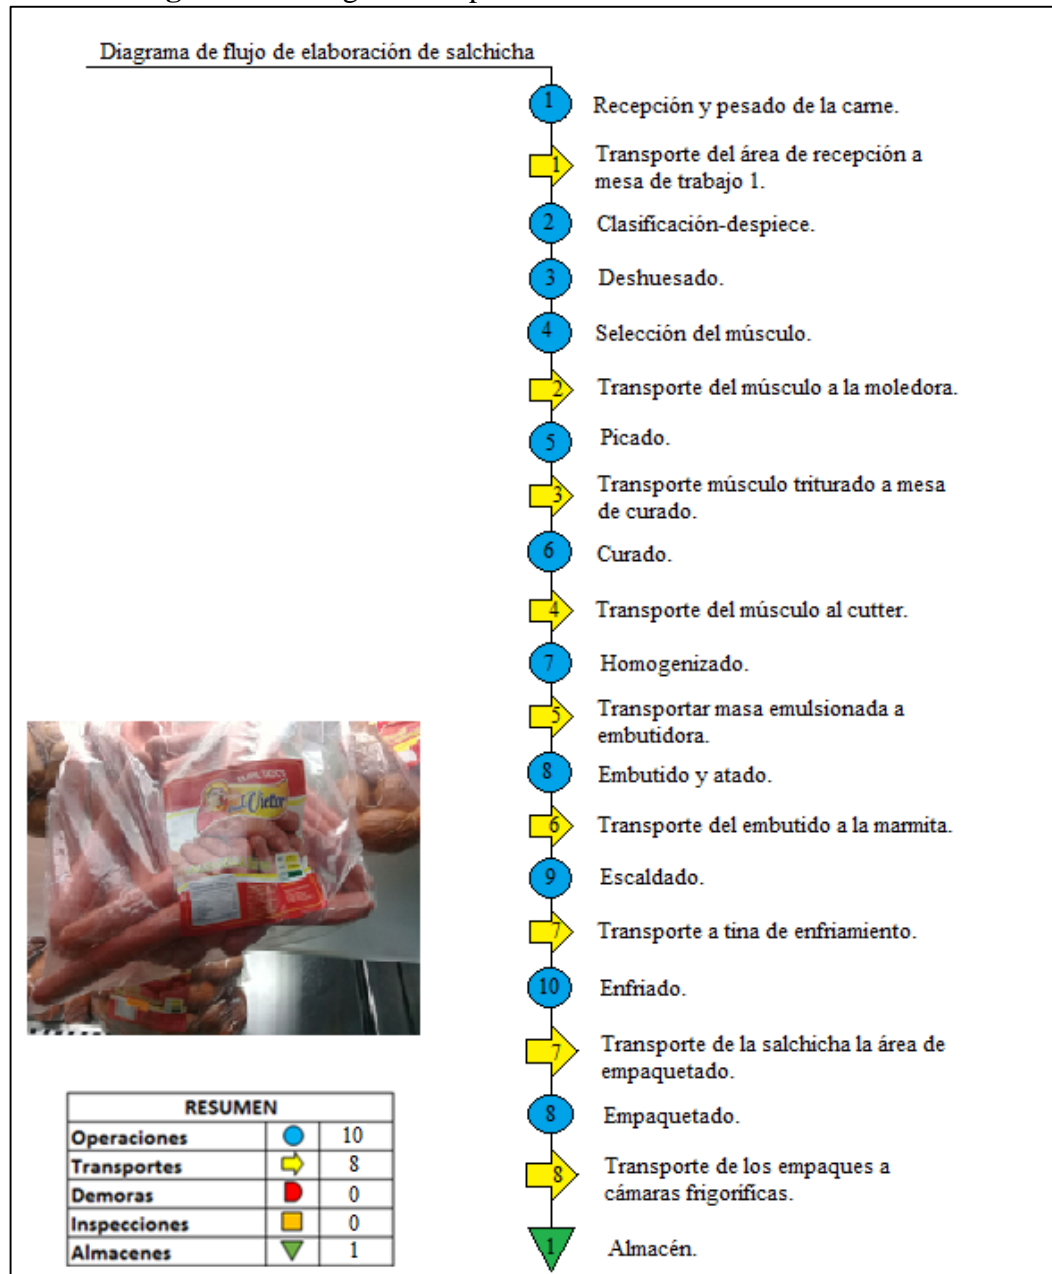 Diagrama de flujo de elaboración de salchicha
1 Recepción y pesado de la carne.
1 Transporte del área de recepción a
mesa de trabajo 1.
2 Clasificación-despiece.
3 Deshuesado.
4 Selección del músculo.
2 Transporte del músculo a la moledora.
5 Picado.
3 Transporte músculo triturado a mesa
de curado.
6 Curado.
4 Transporte del músculo al cutter.
7 Homogenizado.
5 Transportar masa emulsionada a
embutidora.
8 Embutido y atado.
6 Transporte del embutido a la marmita.
9 Escaldado.
7 Transporte a tina de enfriamiento.
10 Enfriado.
7 Transporte de la salchicha la área de
empaquetado.
8 Empaquetado.
8 Transporte de los empaques a
cámaras frigoríficas.
1 Almacén.
Victor
RESUMEN
Operaciones 10
Transportes 8
Demoras 0
Inspecciones 0
Almacenes 1